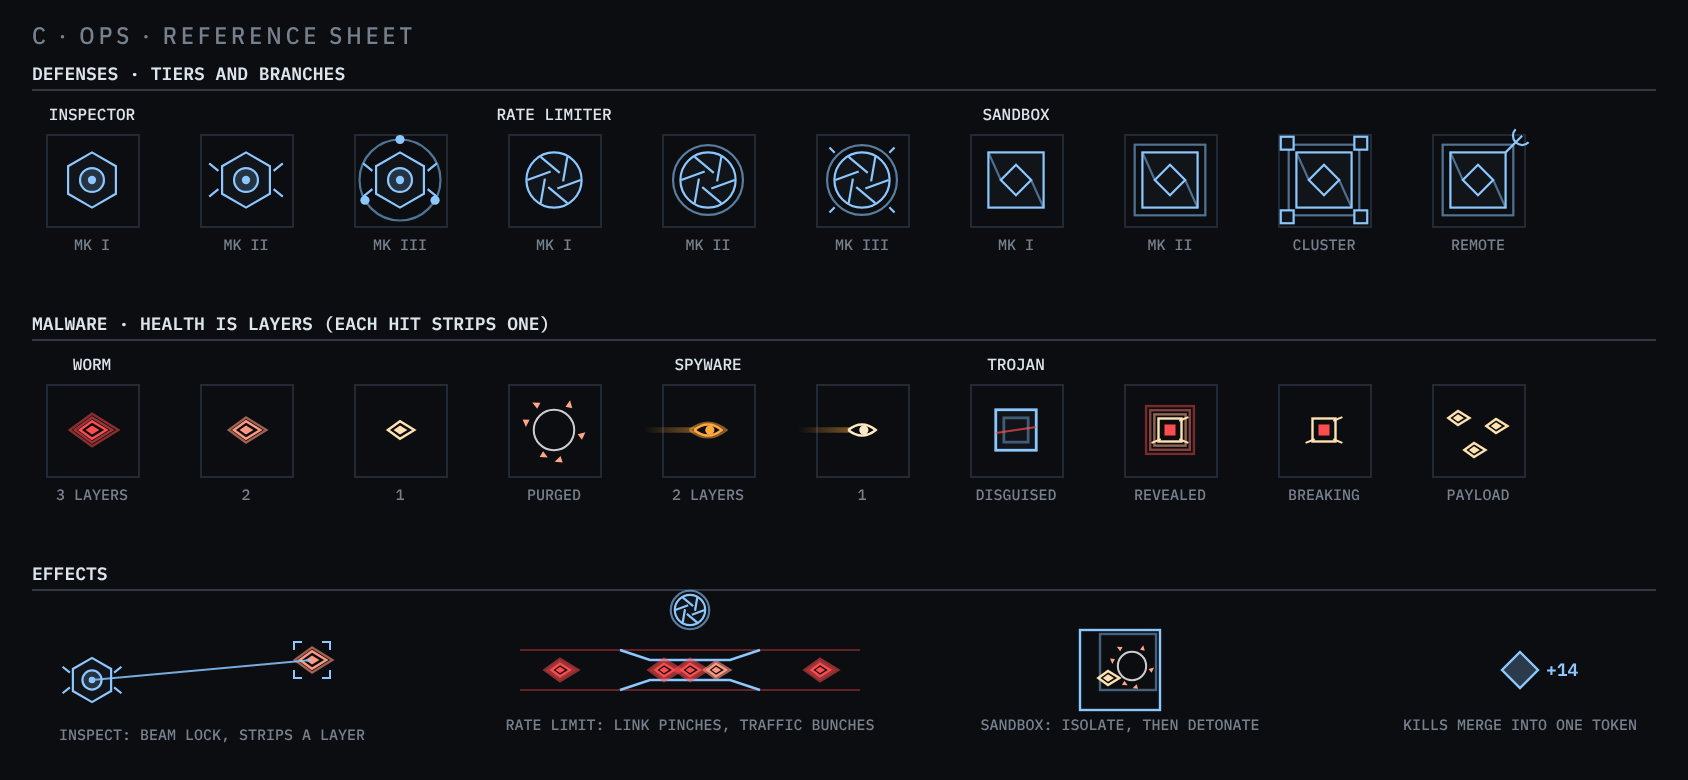 C · OPS · REFERENCE SHEET
DEFENSES · TIERS AND BRANCHES
INSPECTOR RATE LIMITER SANDBOX
MK I MK II MK III MK I MK II MK III MK I MK II CLUSTER REMOTE
MALWARE · HEALTH IS LAYERS (EACH HIT STRIPS ONE)
WORM SPYWARE TROJAN
3 LAYERS 2 1 PURGED 2 LAYERS 1 DISGUISED REVEALED BREAKING PAYLOAD
EFFECTS
+14
INSPECT: BEAM LOCK, STRIPS A LAYER
RATE LIMIT: LINK PINCHES, TRAFFIC BUNCHES
SANDBOX: ISOLATE, THEN DETONATE
KILLS MERGE INTO ONE TOKEN